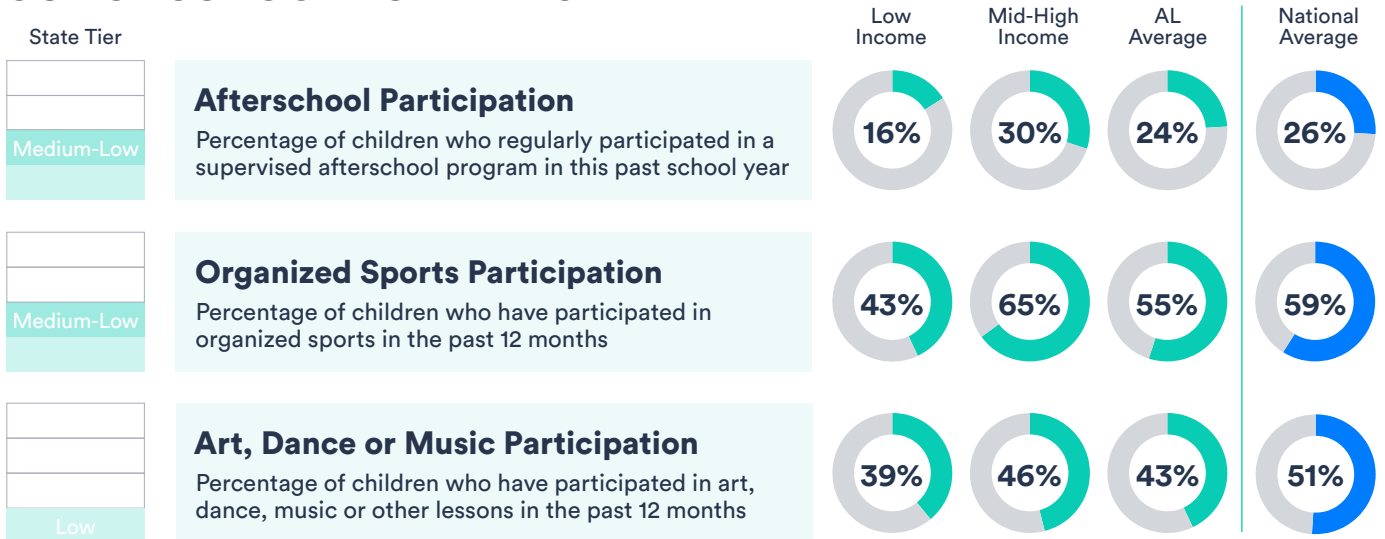 State Tier
Low
Income
Mid-High
Income
AL
Average
National
Average
Medium-Low
Afterschool Participation
Percentage of children who regularly participated in a
supervised afterschool program in this past school year
16%
30%
24%
26%
Medium-Low
Organized Sports Participation
Percentage of children who have participated in
organized sports in the past 12 months
43%
65%
55%
59%
Low
Art, Dance or Music Participation
Percentage of children who have participated in art,
dance, music or other lessons in the past 12 months
39%
46%
43%
51%